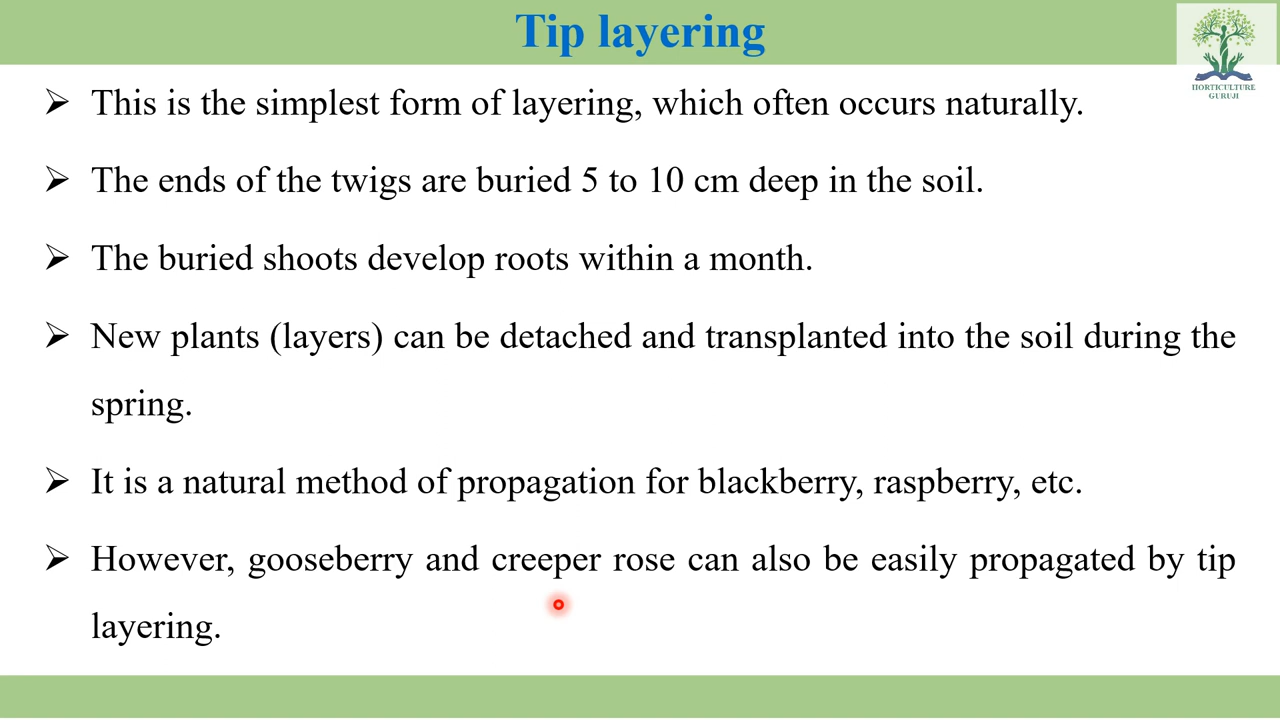 Tip layering
HORTICULTURE
GURUJI
➢ This is the simplest form of layering, which often occurs naturally.
➢ The ends of the twigs are buried 5 to 10 cm deep in the soil.
➢ The buried shoots develop roots within a month.
➢ New plants (layers) can be detached and transplanted into the soil during the
spring.
➢ It is a natural method of propagation for blackberry, raspberry, etc.
➢ However, gooseberry and creeper rose can also be easily propagated by tip
layering.